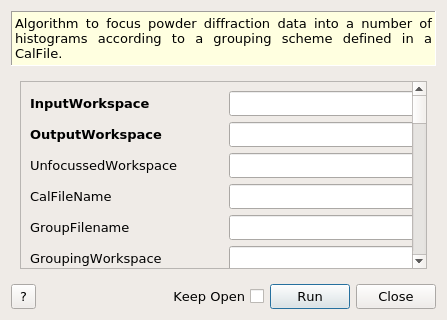 Algorithm to focus powder diffraction data into a number of
histograms according to a grouping scheme defined in a
CalFile.
InputWorkspace
OutputWorkspace
UnfocussedWorkspace
CalFileName
GroupFilename
GroupingWorkspace
? Keep Open Run Close